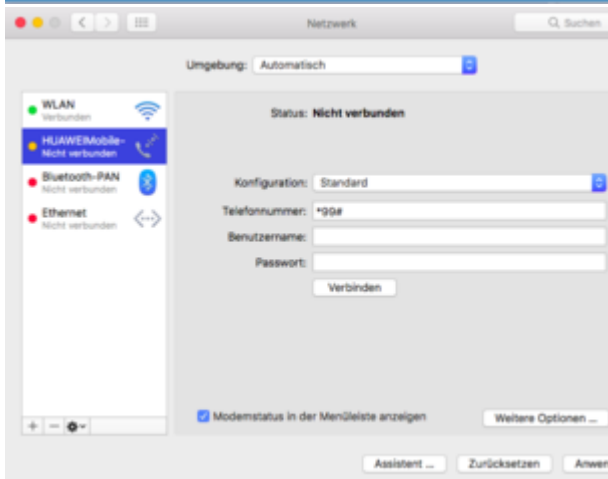 Netzwerk
Suchen
Umgebung: Automatisch
WLAN
Verbunden
HUAWEIMobile-
Nicht verbunden
Bluetooth-PAN
Nicht verbunden
Ethernet
Nicht verbunden
Status: Nicht verbunden
Konfiguration: Standard
Telefonnummer: *99#
Benutzername:
Passwort:
Verbinden
Modemstatus in der Menüleiste anzeigen
Weitere Optionen ...
Assistent ...
Zurücksetzen
Anwen